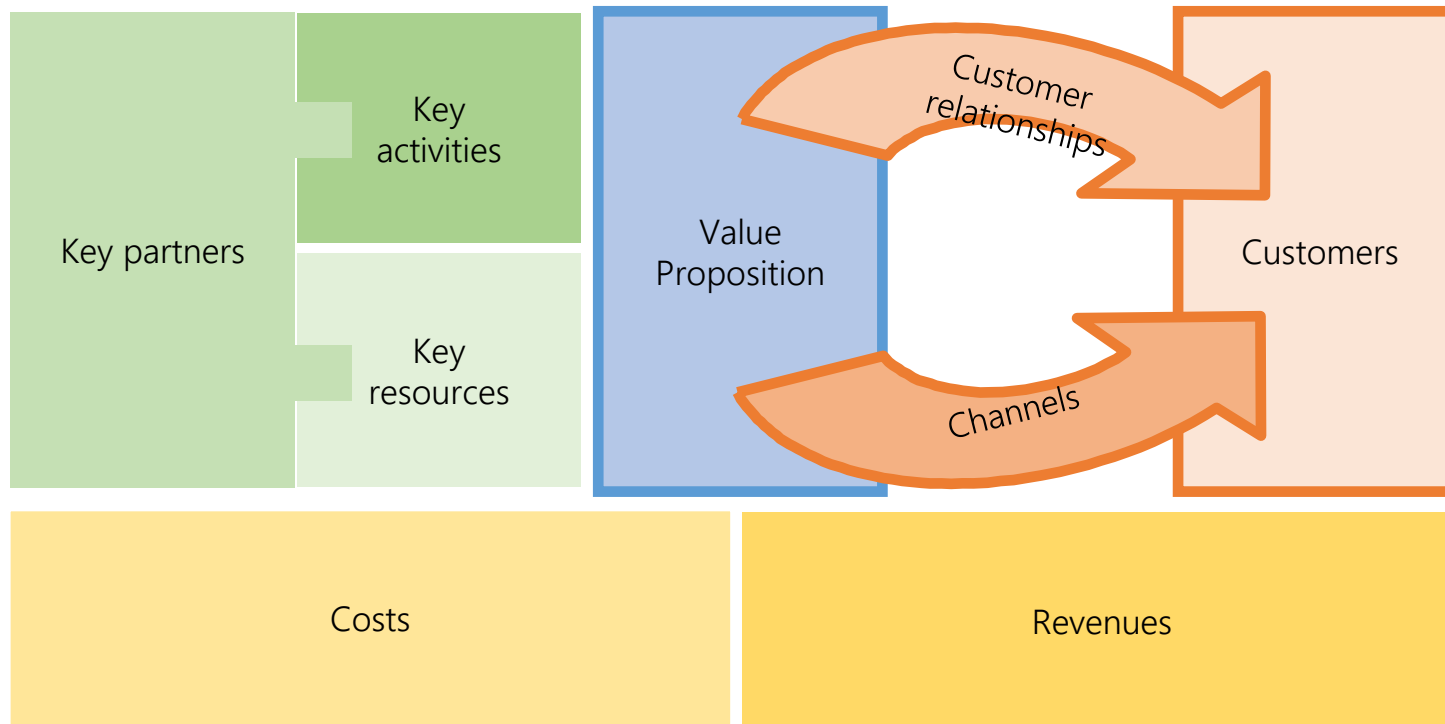 Key partners
Key
activities
Key
resources
Value
Proposition
Customer
relationships
Channels
Customers
Costs
Revenues